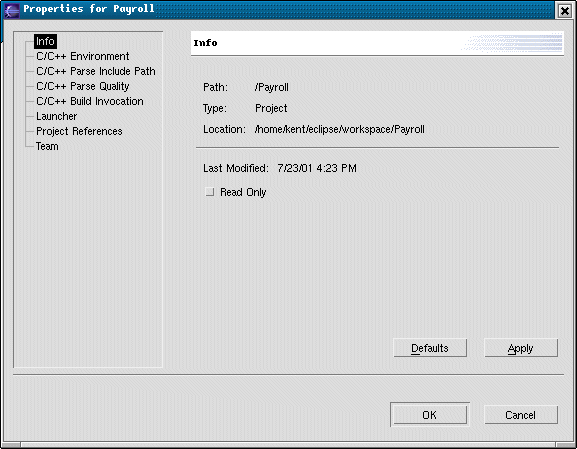 Properties for Payroll
Info
C/C++ Environment
C/C++ Parse Include Path
C/C++ Parse Quality
C/C++ Build Invocation
Launcher
Project References
Team
Info
Path: /Payroll
Type: Project
Location: /home/kent/eclipse/workspace/Payroll
Last Modified: 7/23/01 4:23 PM
Read Only
Defaults Apply
OK Cancel